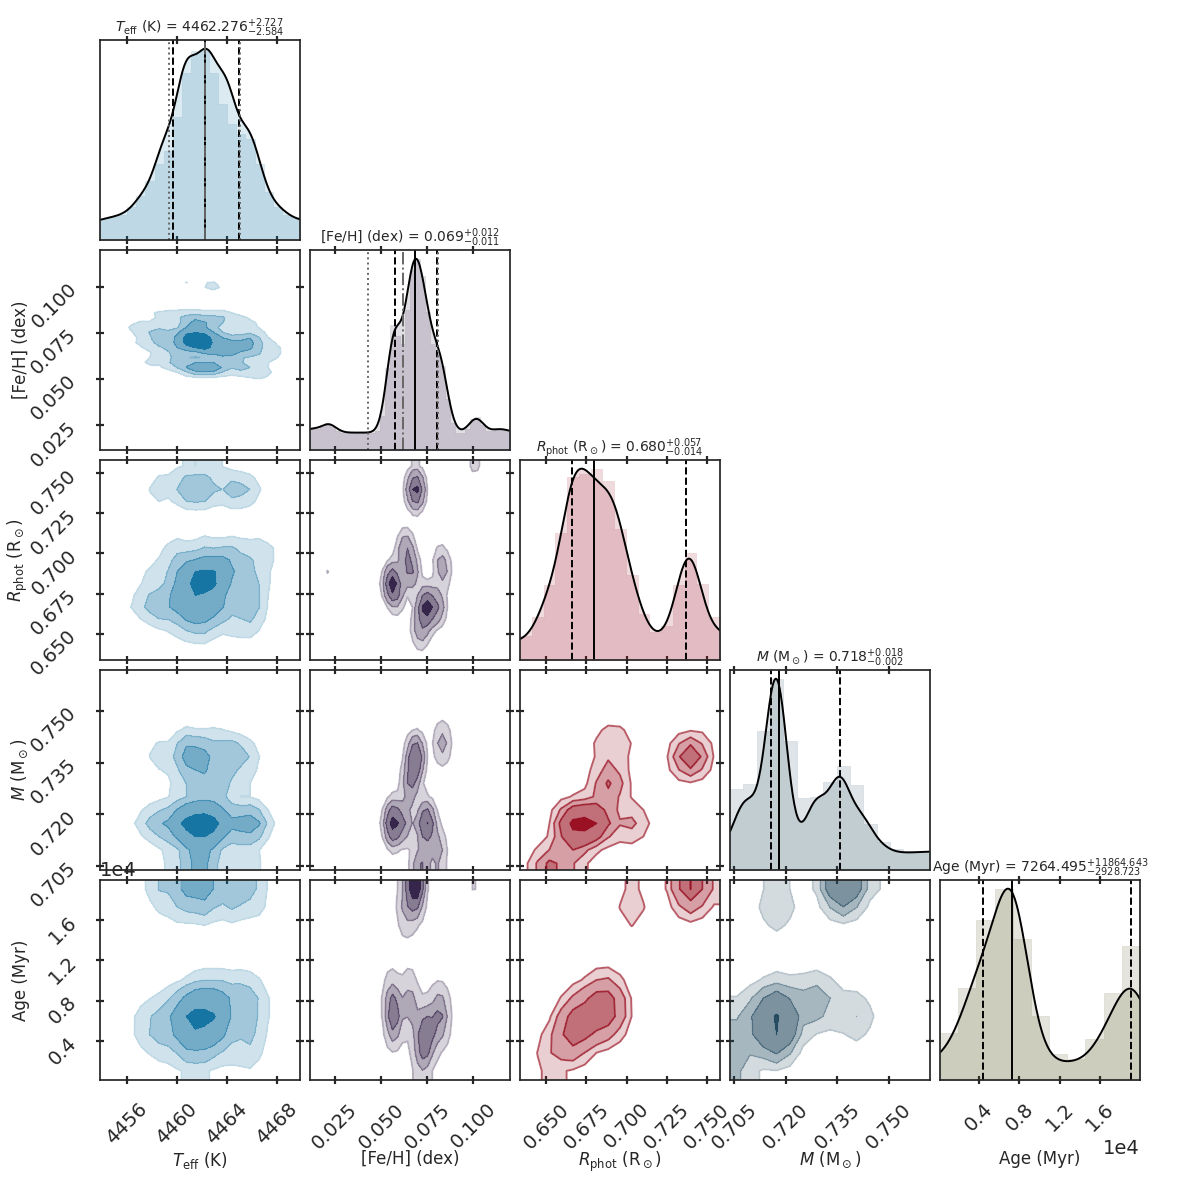 T_eff (K) = 4462.276^{+2.727}_{−2.584}
[Fe/H] (dex) = 0.069^{+0.012}_{−0.011}
[Fe/H] (dex)
0.100
0.075
0.050
0.025
R_phot (R_⊙) = 0.680^{+0.057}_{−0.014}
R_phot (R_⊙)
0.750
0.725
0.700
0.675
0.650
M (M_⊙) = 0.718^{+0.018}_{−0.002}
M (M_⊙)
0.750
0.735
0.720
0.705
1e4
Age (Myr) = 7264.495^{+11864.643}_{−2928.723}
Age (Myr)
1.6
1.2
0.8
0.4
4456 4460 4464 4468
0.025 0.050 0.075 0.100
0.650 0.675 0.700 0.725 0.750
0.705 0.720 0.735 0.750
0.4 0.8 1.2 1.6
1e4
T_eff (K) [Fe/H] (dex) R_phot (R_⊙) M (M_⊙) Age (Myr)